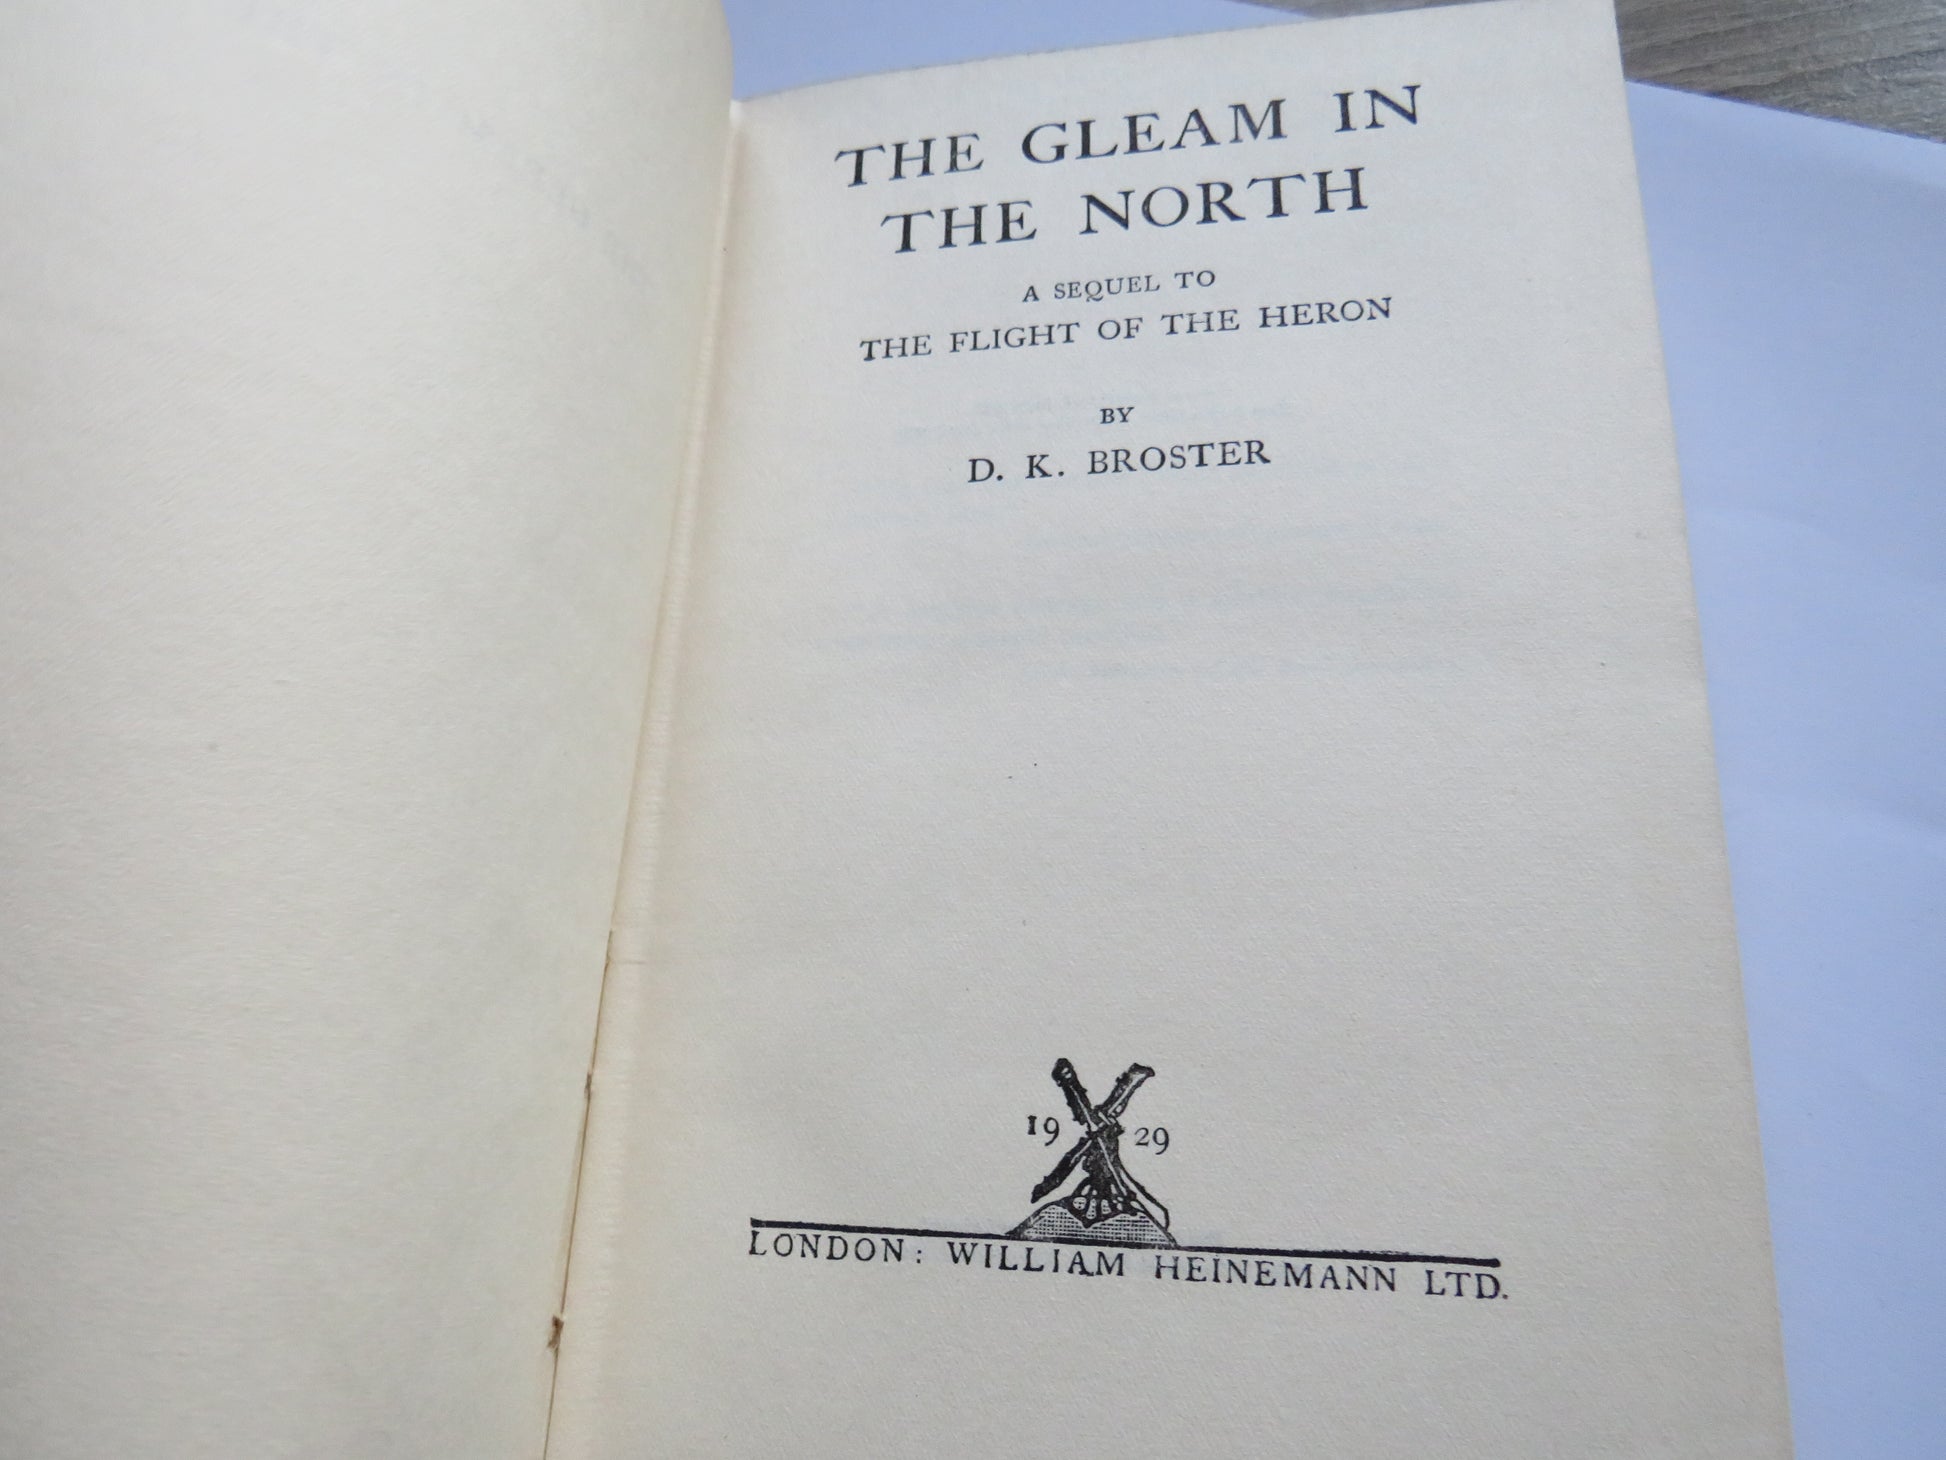 THE GLEAM IN
THE NORTH
A SEQUEL TO
THE FLIGHT OF THE HERON
BY
D. K. BROSTER
19 29
LONDON: WILLIAM HEINEMANN LTD.